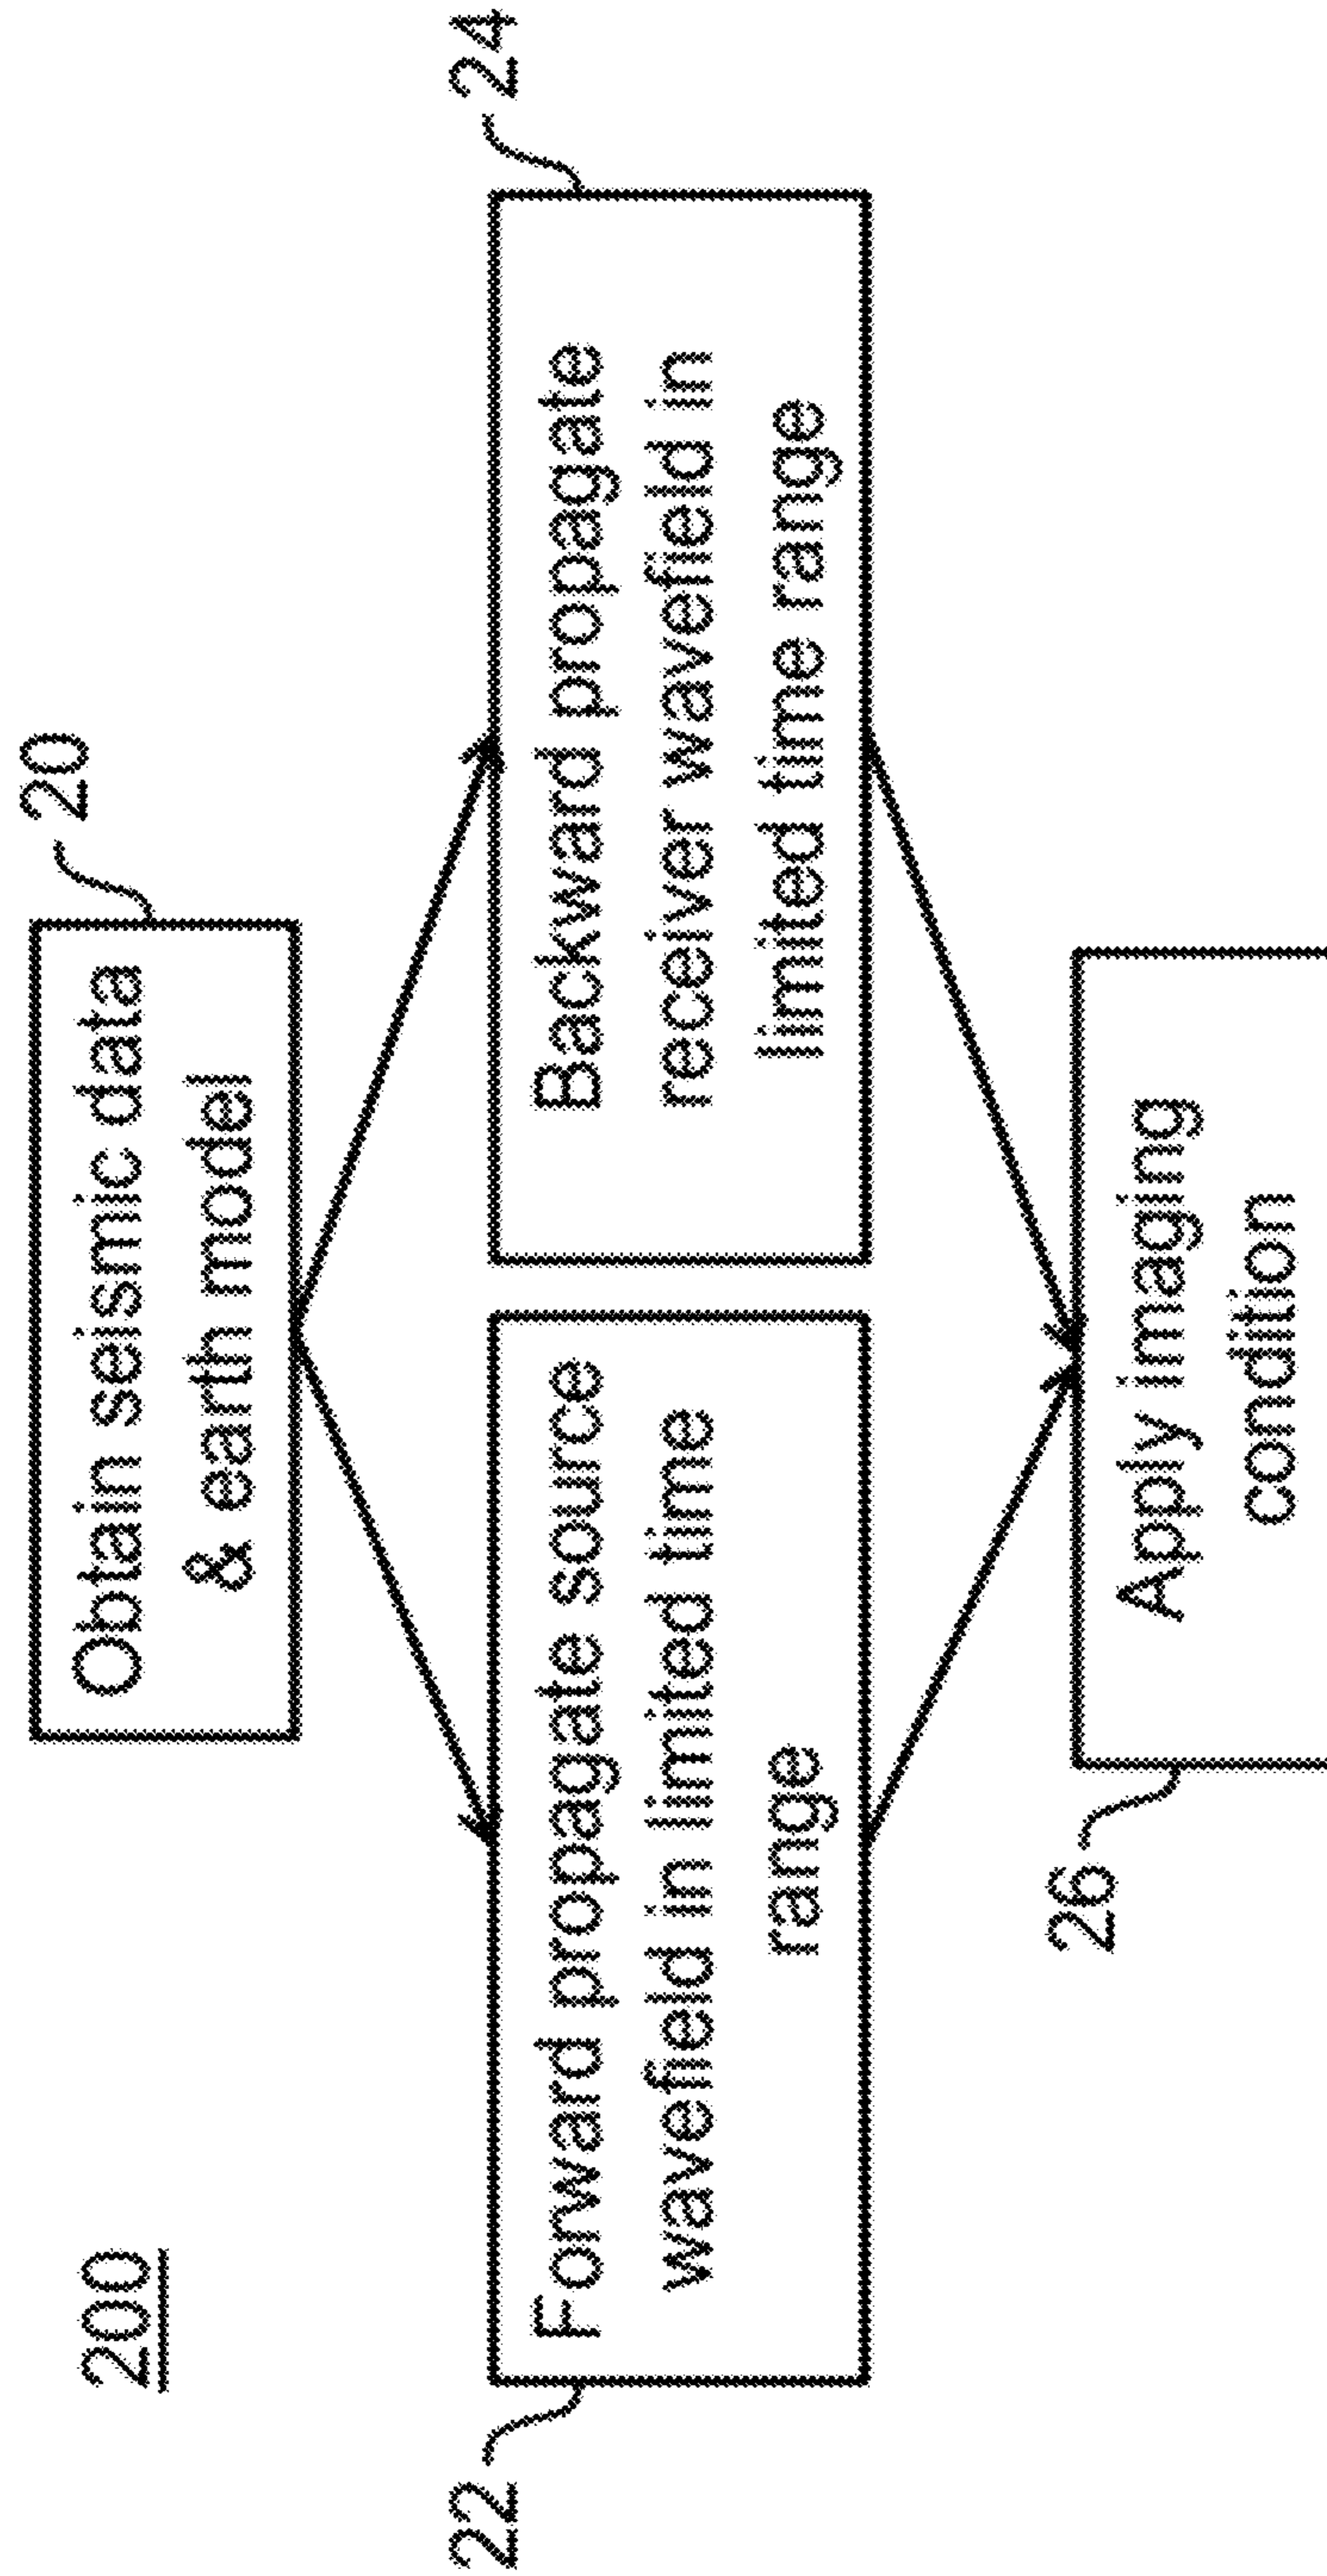 200
20
Obtain seismic data
& earth model
22
Forward propagate source
wavefield in limited time
range
24
Backward propagate
receiver wavefield in
limited time range
26
Apply imaging
condition